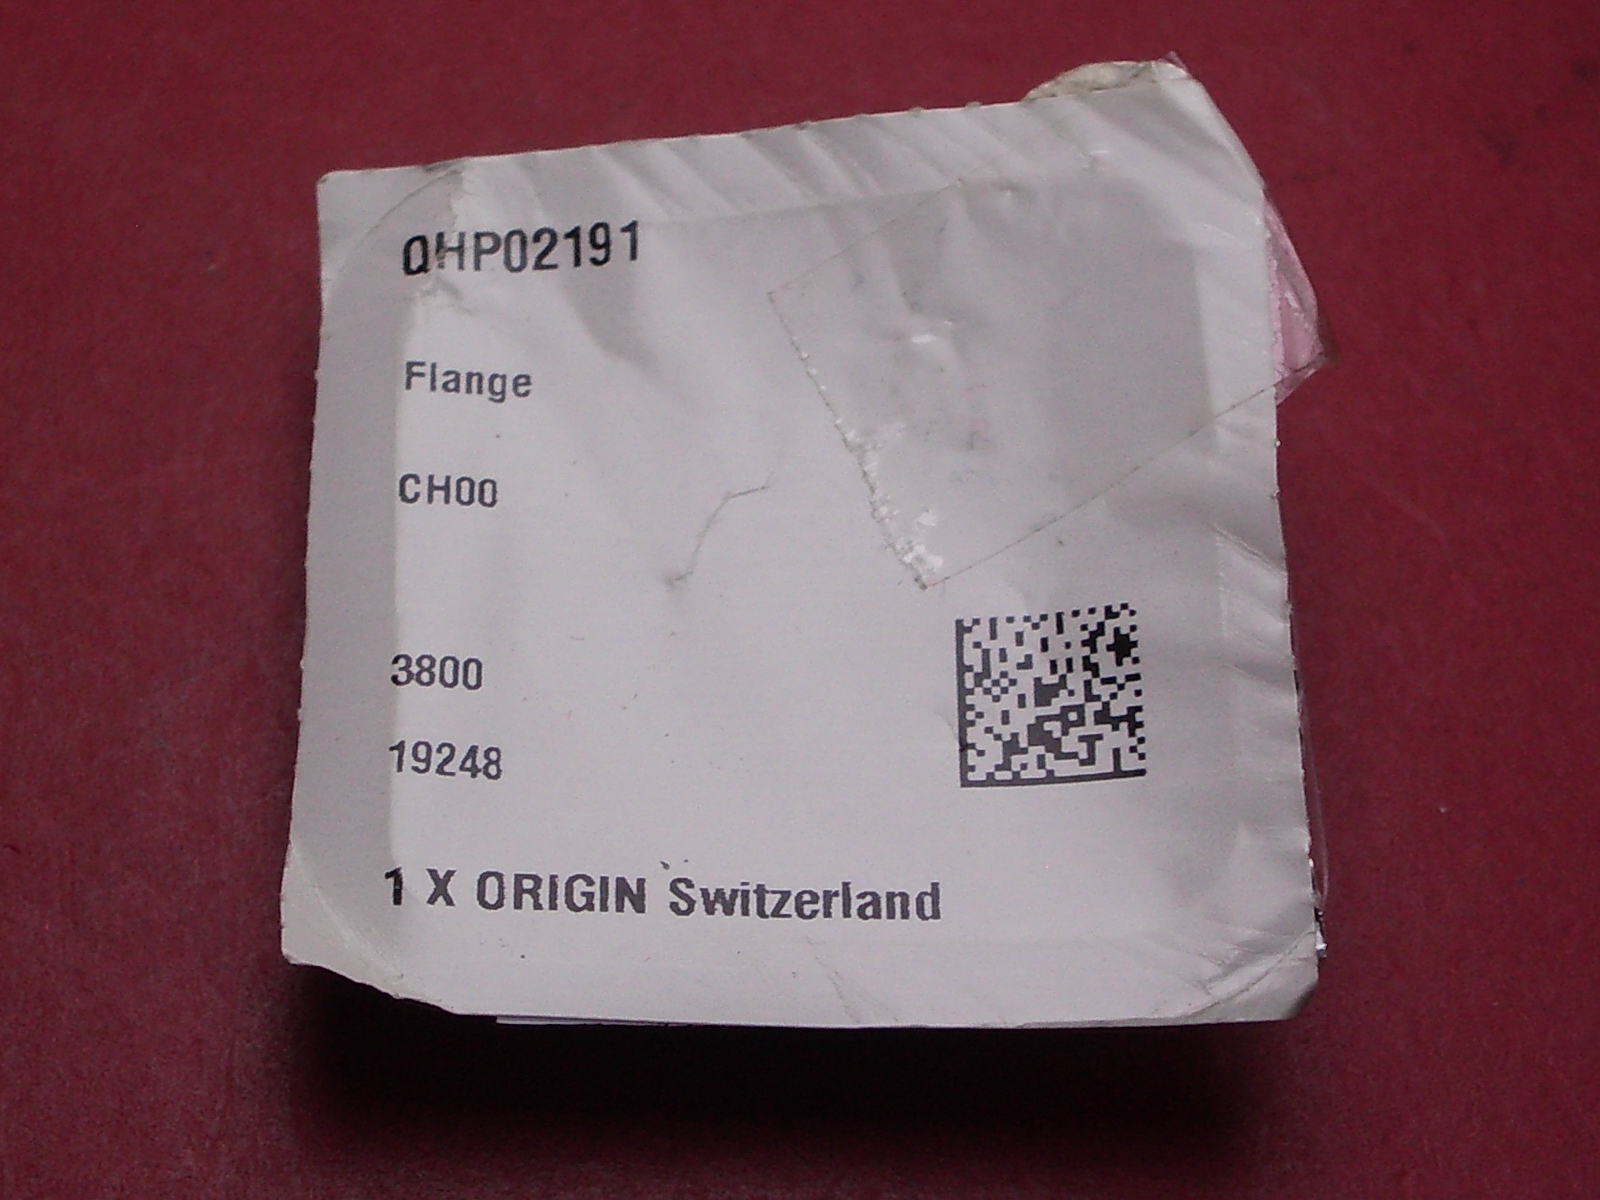 QHP02191
Flange
CH00
3800
19248
1 X ORIGIN Switzerland